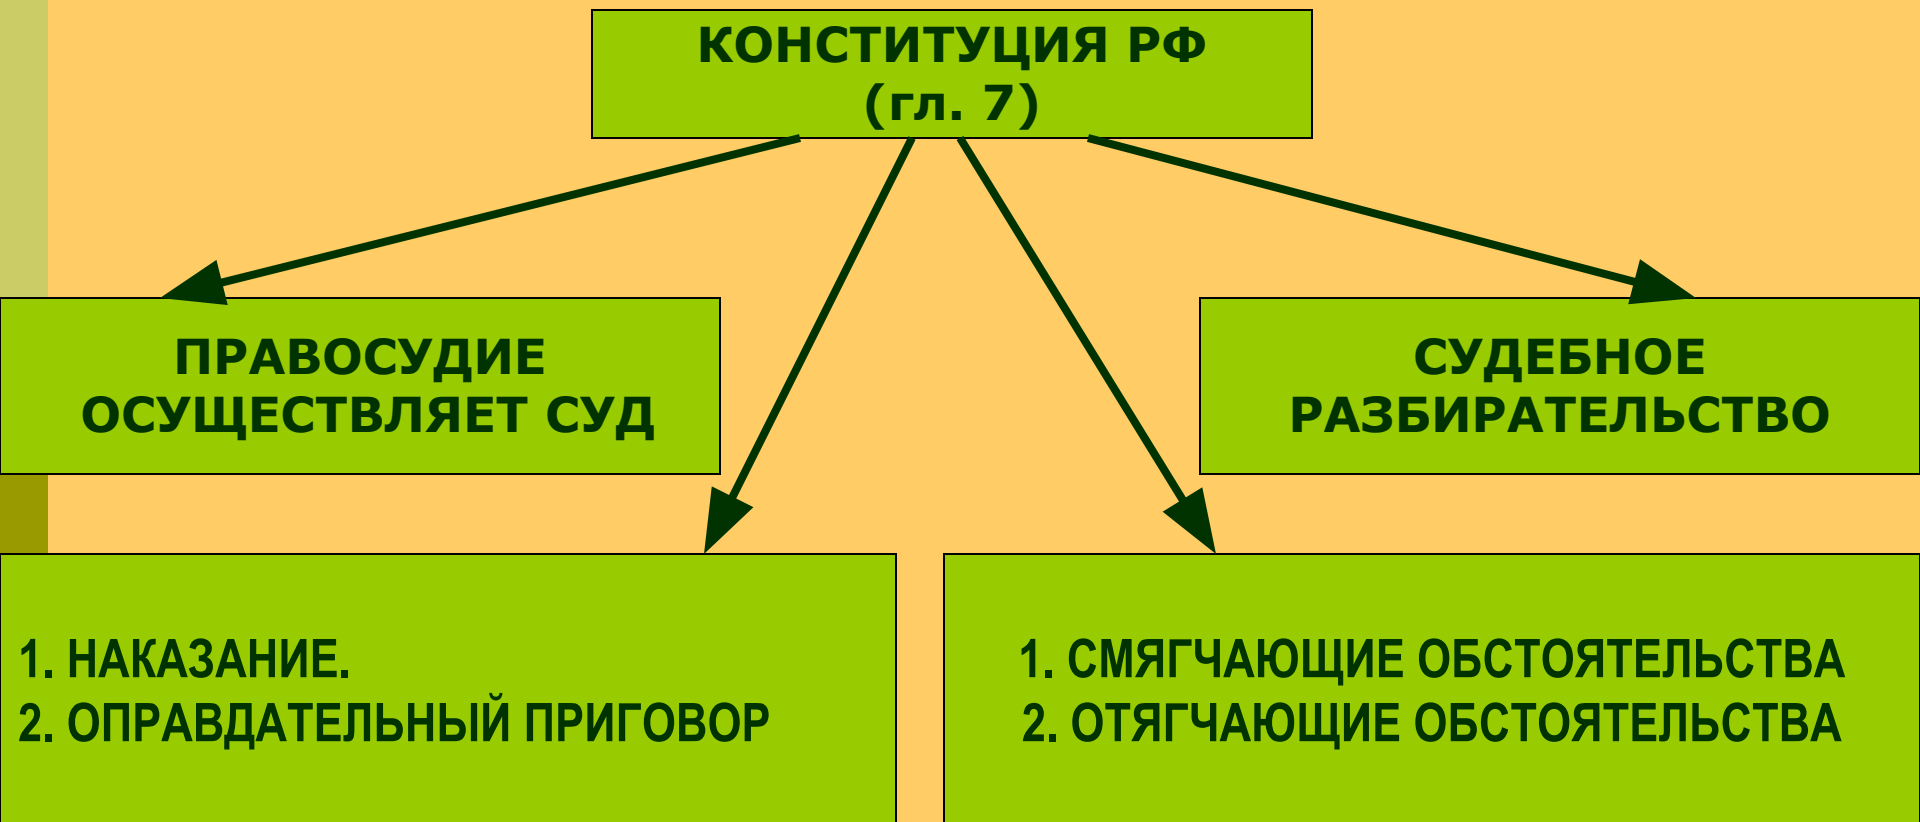 КОНСТИТУЦИЯ РФ
(гл. 7)
ПРАВОСУДИЕ
ОСУЩЕСТВЛЯЕТ СУД
СУДЕБНОЕ
РАЗБИРАТЕЛЬСТВО
1. НАКАЗАНИЕ.
2. ОПРАВДАТЕЛЬНЫЙ ПРИГОВОР
1. СМЯГЧАЮЩИЕ ОБСТОЯТЕЛЬСТВА
2. ОТЯГЧАЮЩИЕ ОБСТОЯТЕЛЬСТВА